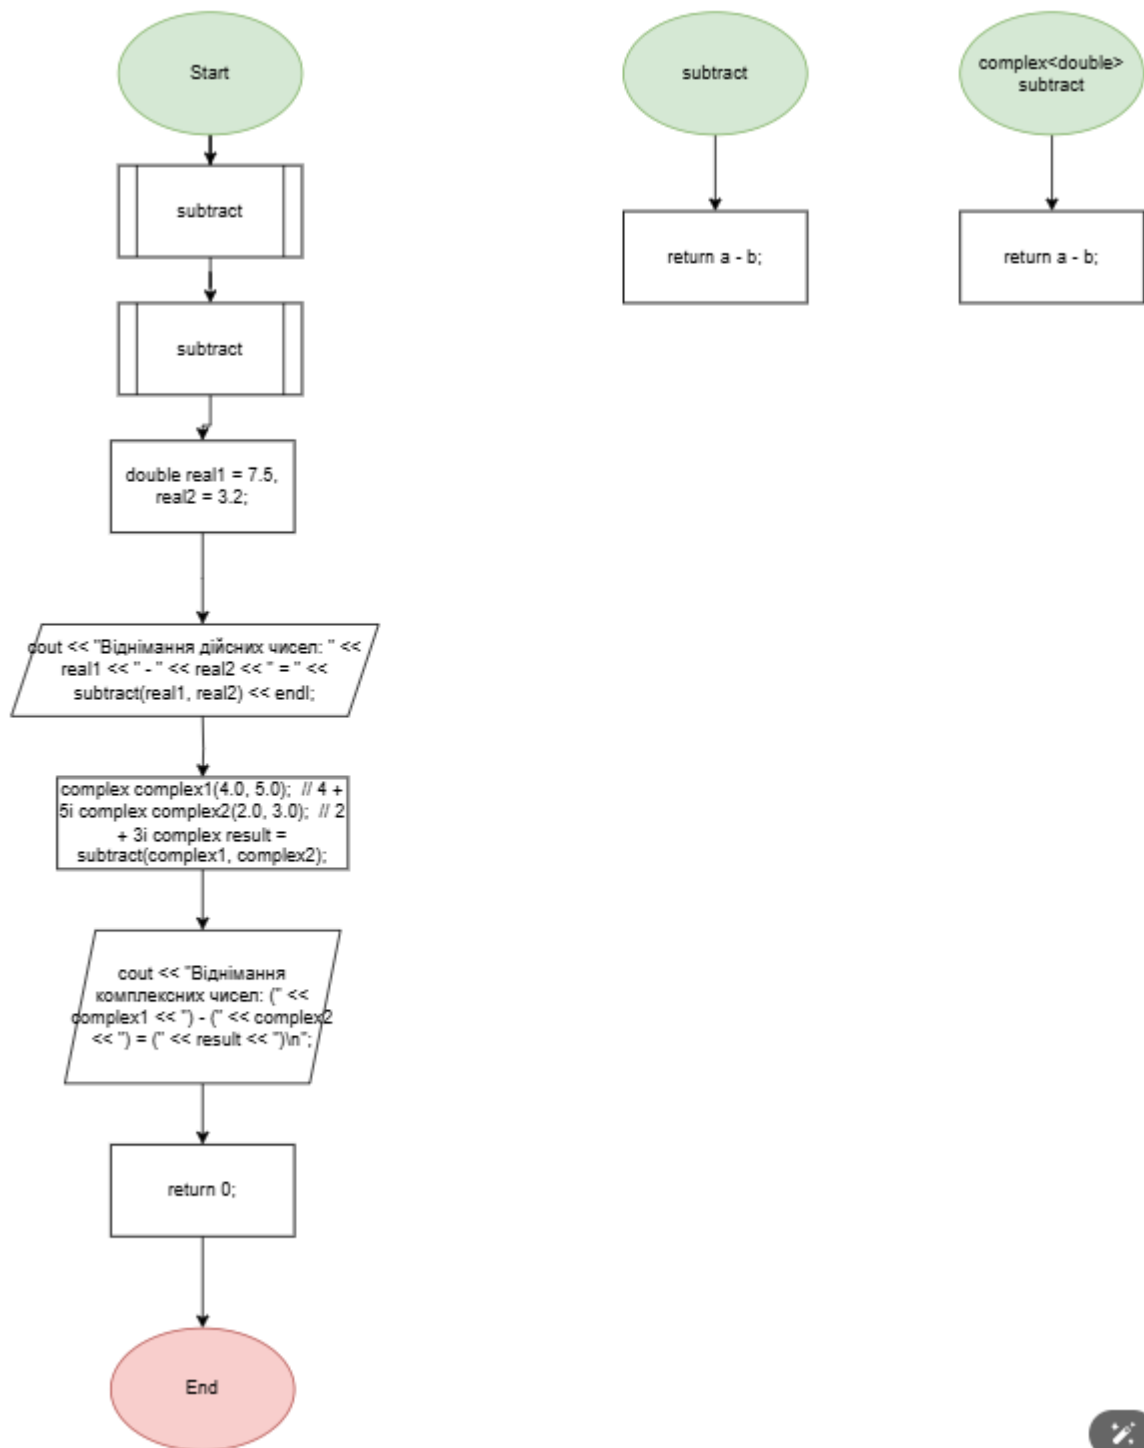 Start
subtract
subtract
double real1 = 7.5,
real2 = 3.2;
cout << "Віднімання дійсних чисел: " <<
real1 << " - " << real2 << " = " <<
subtract(real1, real2) << endl;
complex complex1(4.0, 5.0);  // 4 +
5i complex complex2(2.0, 3.0);  // 2
+ 3i complex result =
subtract(complex1, complex2);
cout << "Віднімання
комплексних чисел: (" <<
complex1 << ") - (" << complex2
<< ") = (" << result << ")\n";
return 0;
End
subtract
return a - b;
complex<double>
subtract
return a - b;